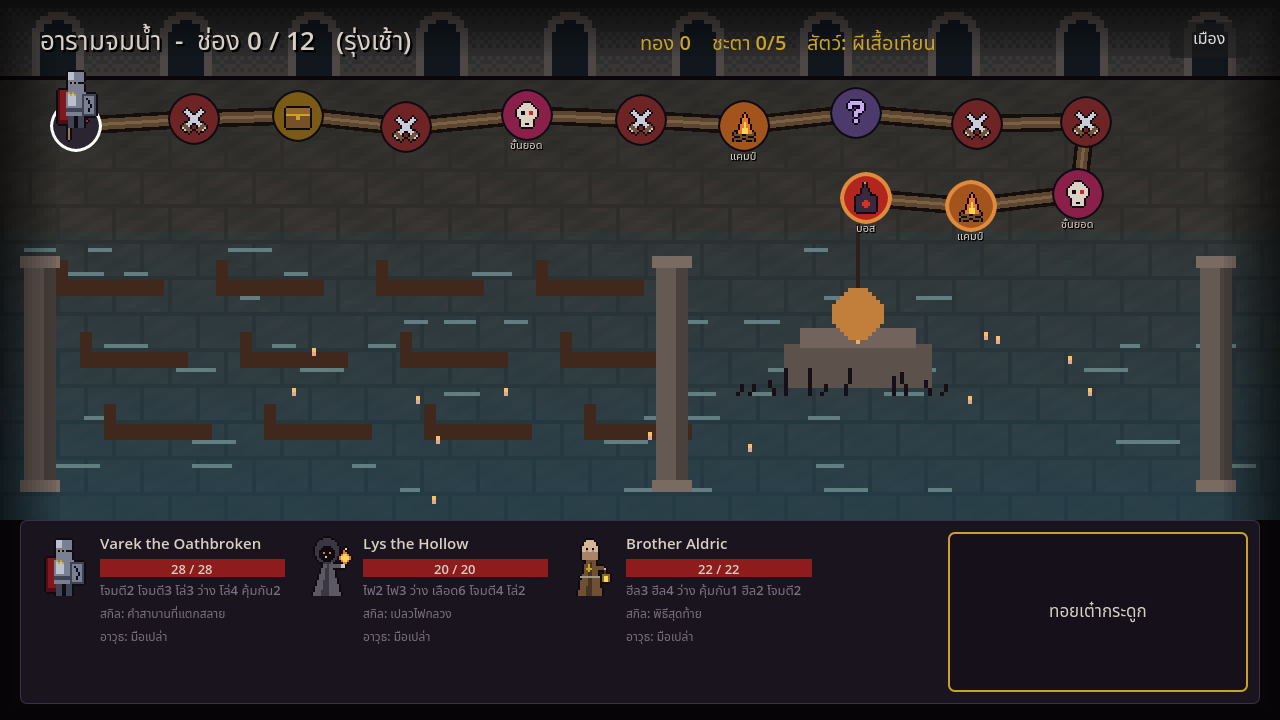 อารามจมน้ำ - ช่อง 0 / 12 (รุ่งเช้า)
ทอง 0 ชะตา 0/5 สัตว์: ผีเสื้อเทียน
เมือง
?
ชั้นยอด
แคมป์
บอส
แคมป์
ชั้นยอด
Varek the Oathbroken
28 / 28
โจมตี2 โจมตี3 โล่3 ว่าง โล่4 คุ้มกัน2
สกิล: คำสาบานที่แตกสลาย
อาวุธ: มือเปล่า
Lys the Hollow
20 / 20
ไฟ2 ไฟ3 ว่าง เลือด6 โจมตี4 โล่2
สกิล: เปลวไฟกลวง
อาวุธ: มือเปล่า
Brother Aldric
22 / 22
ฮีล3 ฮีล4 ว่าง คุ้มกัน1 ฮีล2 โจมตี2
สกิล: พิธีสุดท้าย
อาวุธ: มือเปล่า
ทอยเต๋ากระดูก